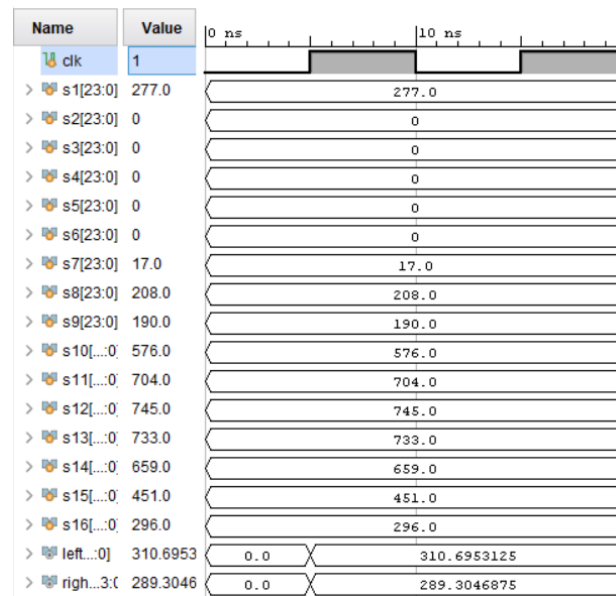 Name Value 0 ns 10 ns
clk 1
s1[23:0] 277.0 277.0
s2[23:0] 0 0
s3[23:0] 0 0
s4[23:0] 0 0
s5[23:0] 0 0
s6[23:0] 0 0
s7[23:0] 17.0 17.0
s8[23:0] 208.0 208.0
s9[23:0] 190.0 190.0
s10[...:0] 576.0 576.0
s11[...:0] 704.0 704.0
s12[...:0] 745.0 745.0
s13[...:0] 733.0 733.0
s14[...:0] 659.0 659.0
s15[...:0] 451.0 451.0
s16[...:0] 296.0 296.0
left...:0] 310.6953 0.0 310.6953125
righ...3:0 289.3046 0.0 289.3046875